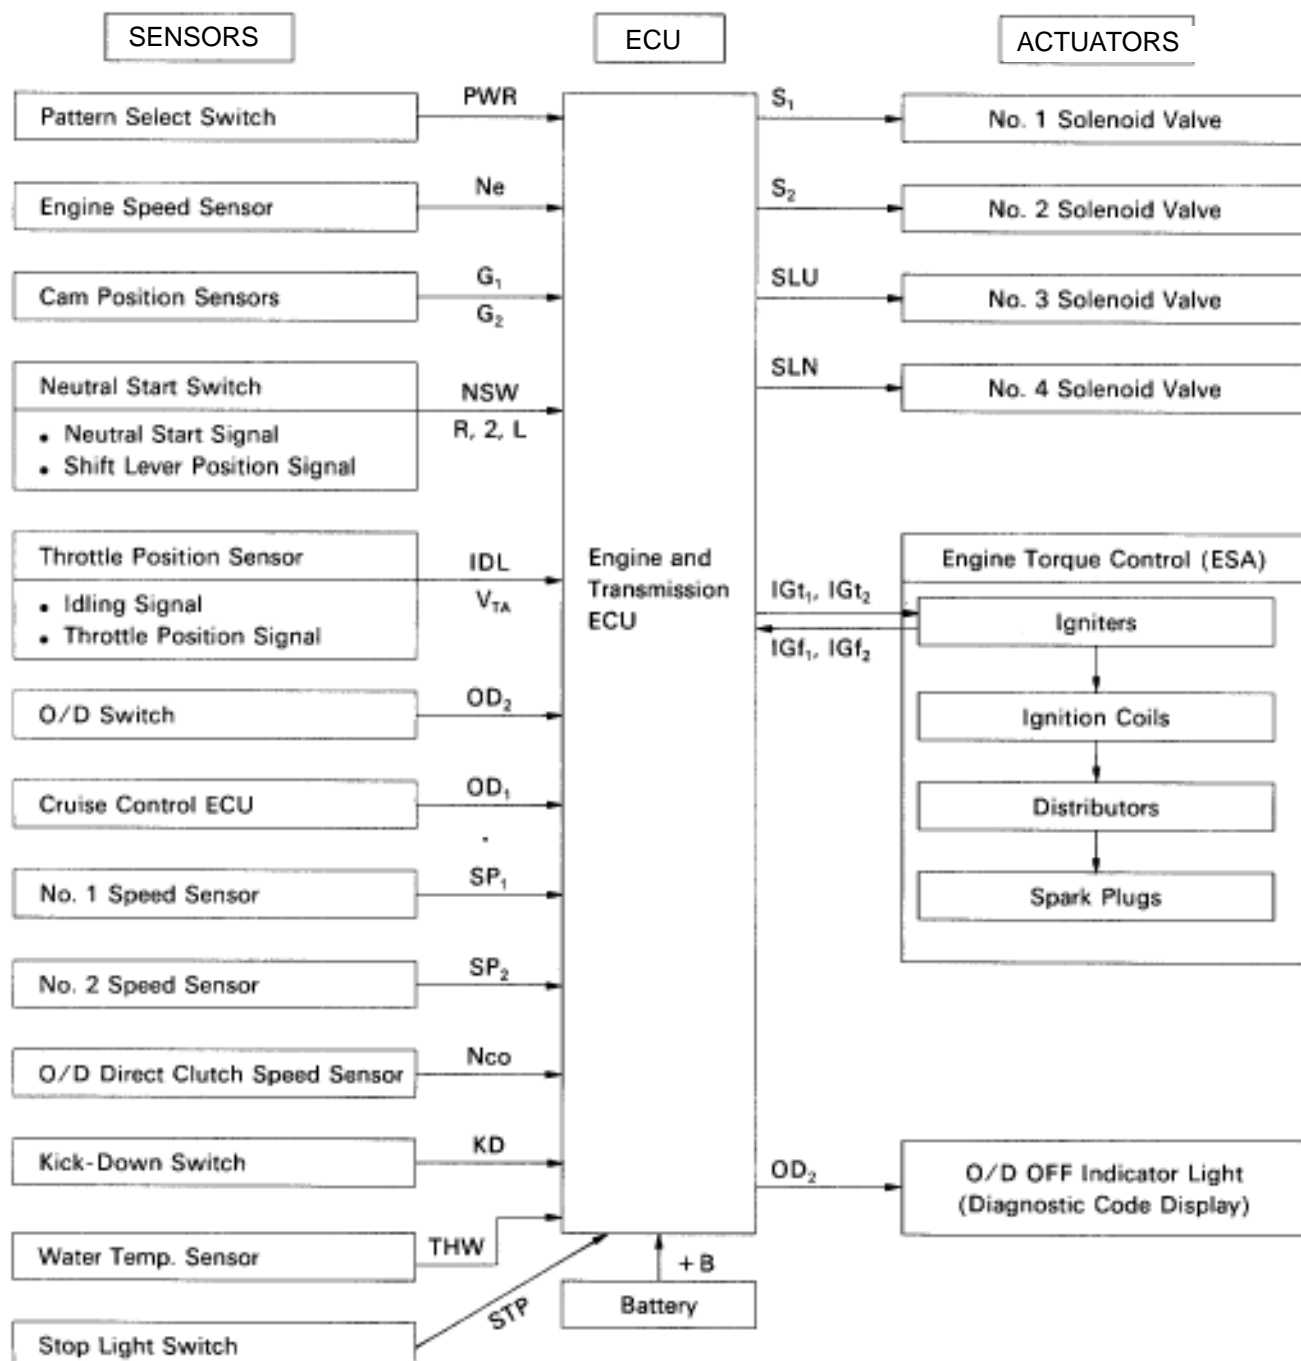 SENSORS
ECU
ACTUATORS
Pattern Select Switch
PWR
S₁
No. 1 Solenoid Valve
Engine Speed Sensor
Ne
S₂
No. 2 Solenoid Valve
Cam Position Sensors
G₁
G₂
SLU
No. 3 Solenoid Valve
Neutral Start Switch
• Neutral Start Signal
• Shift Lever Position Signal
NSW
R, 2, L
SLN
No. 4 Solenoid Valve
Throttle Position Sensor
• Idling Signal
• Throttle Position Signal
IDL
V_TA
Engine and
Transmission
ECU
IGt₁, IGt₂
IGf₁, IGf₂
Engine Torque Control (ESA)
Igniters
Ignition Coils
Distributors
Spark Plugs
O/D Switch
OD₂
Cruise Control ECU
OD₁
No. 1 Speed Sensor
SP₁
No. 2 Speed Sensor
SP₂
O/D Direct Clutch Speed Sensor
Nco
Kick-Down Switch
KD
OD₂
O/D OFF Indicator Light
(Diagnostic Code Display)
Water Temp. Sensor
THW
Stop Light Switch
STP
+B
Battery